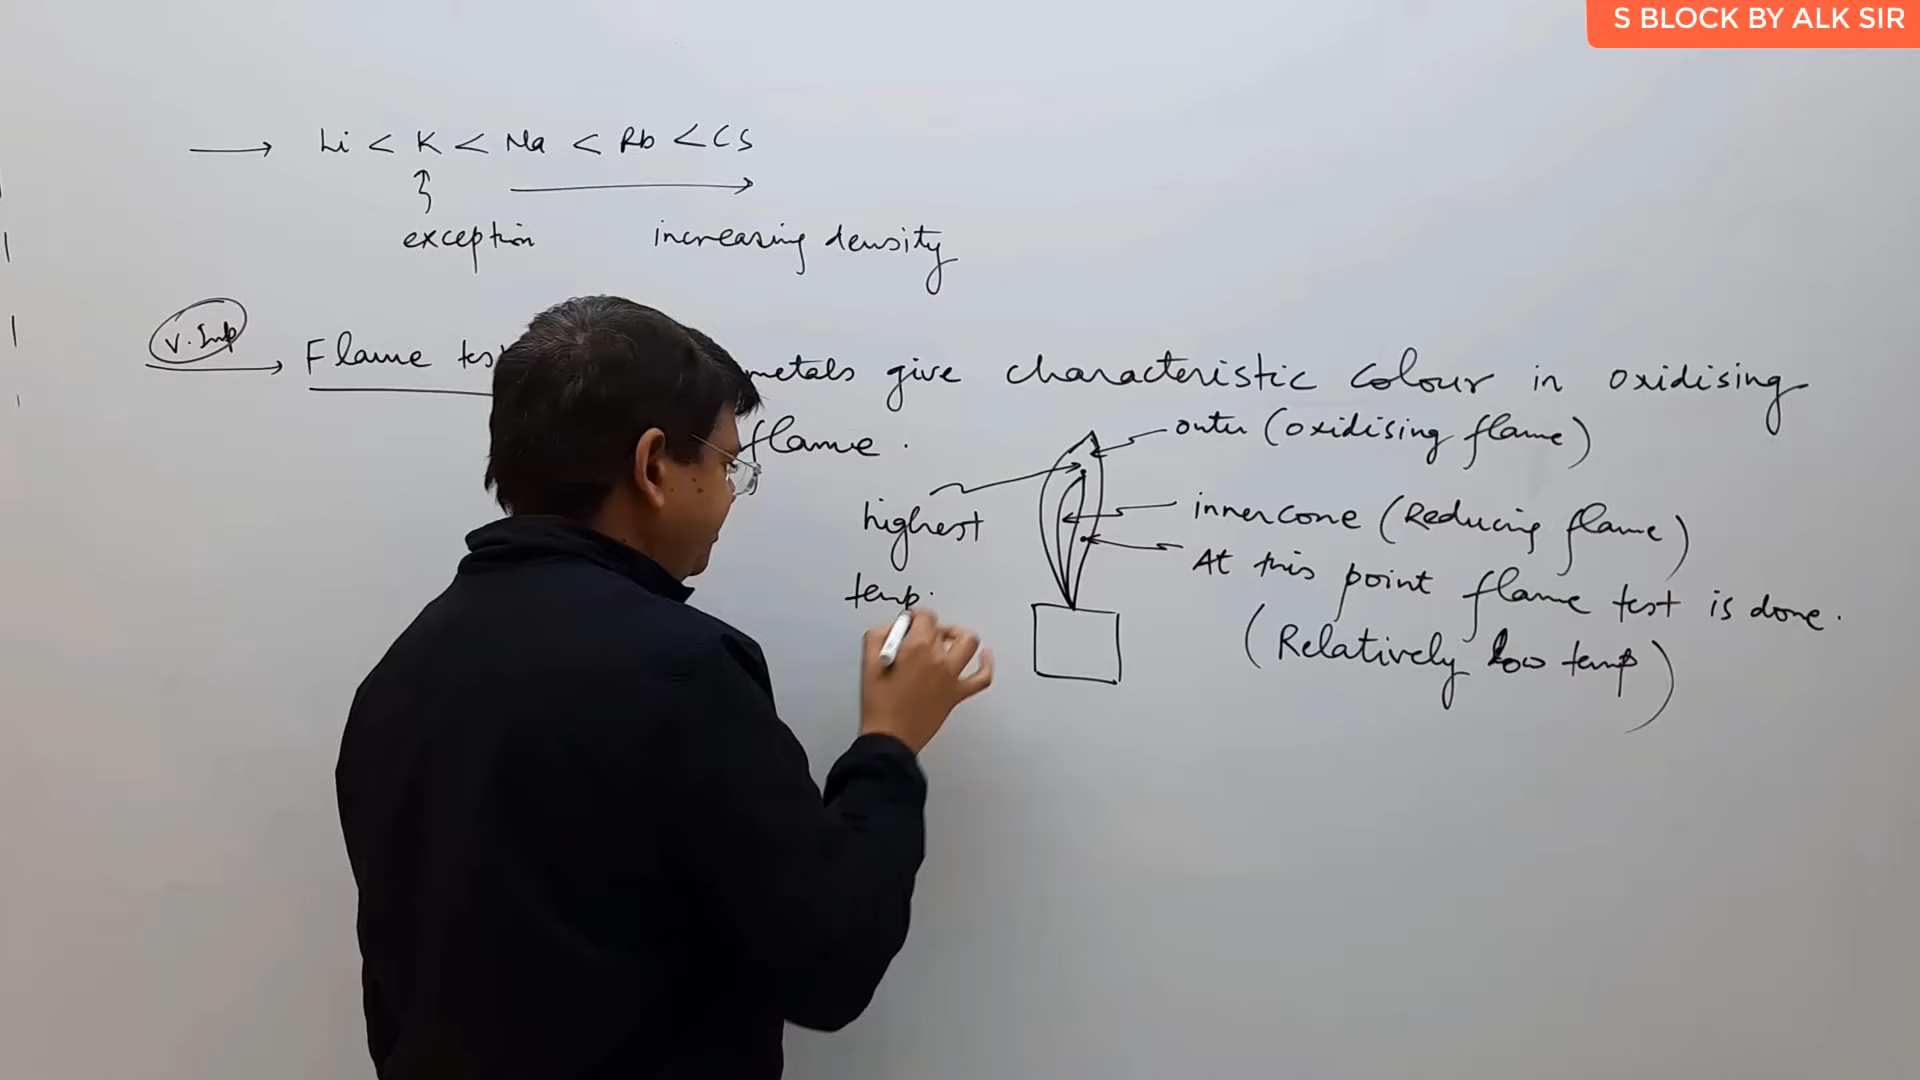 S BLOCK BY ALK SIR
Li < K < Na < Rb < CS
exception
increasing density
V. Imp
Flame tes
metals give characteristic colour in oxidising
flame.
outer (oxidising flame)
highest
temp.
inner cone (Reducing flame)
At this point flame test is done.
(Relatively Low temp)